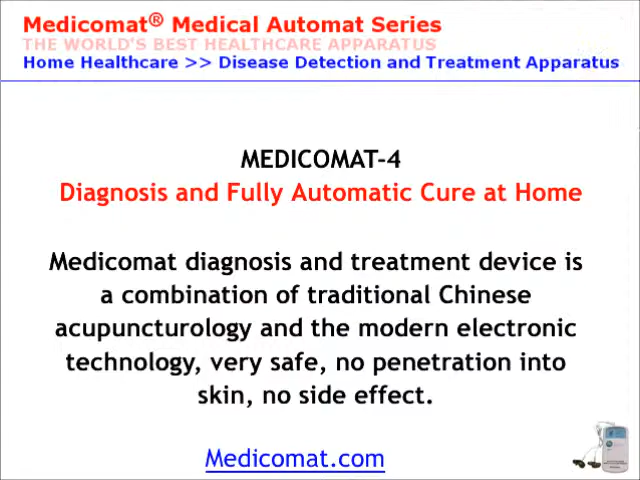 Medicomat® Medical Automat Series
THE WORLD'S BEST HEALTHCARE APPARATUS
Home Healthcare >> Disease Detection and Treatment Apparatus
MEDICOMAT-4
Diagnosis and Fully Automatic Cure at Home
Medicomat diagnosis and treatment device is
a combination of traditional Chinese
acupuncturology and the modern electronic
technology, very safe, no penetration into
skin, no side effect.
Medicomat.com